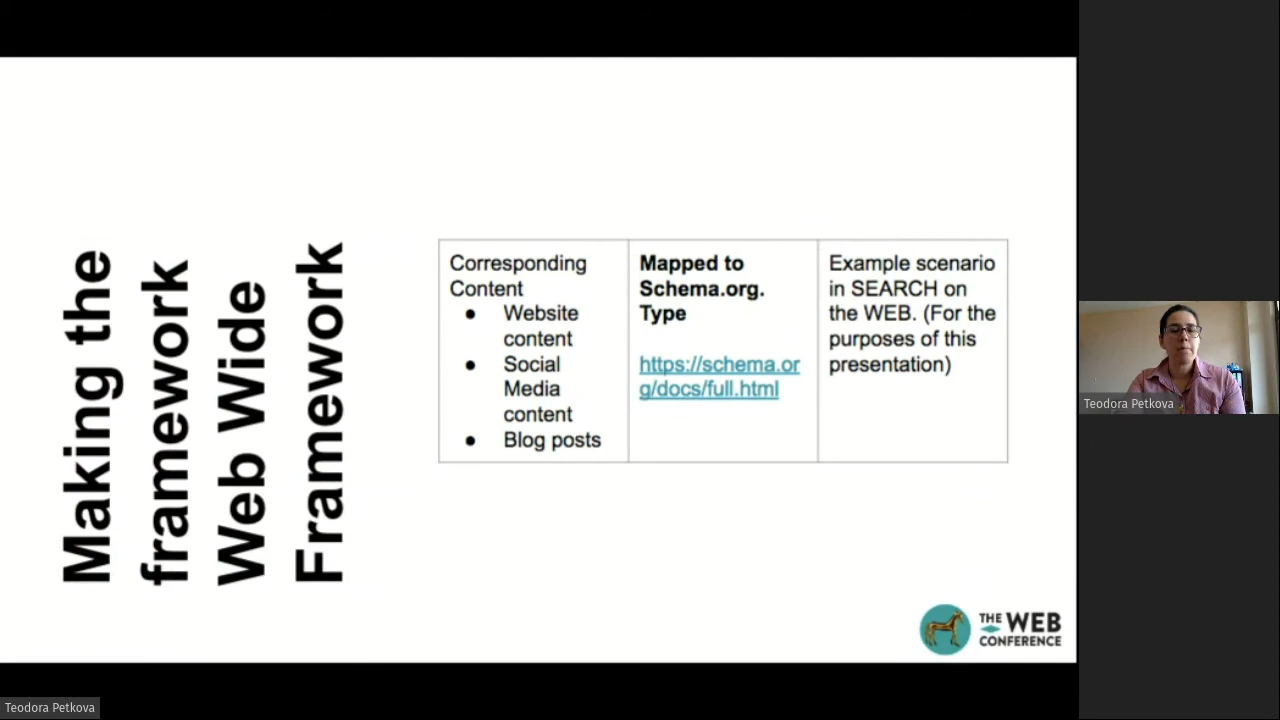 Making the
framework
Web Wide
Framework
Corresponding
Content
● Website
content
● Social
Media
content
● Blog posts
Mapped to
Schema.org.
Type
https://schema.or
g/docs/full.html
Example scenario
in SEARCH on
the WEB. (For the
purposes of this
presentation)
THE WEB
CONFERENCE
Teodora Petkova
Teodora Petkova